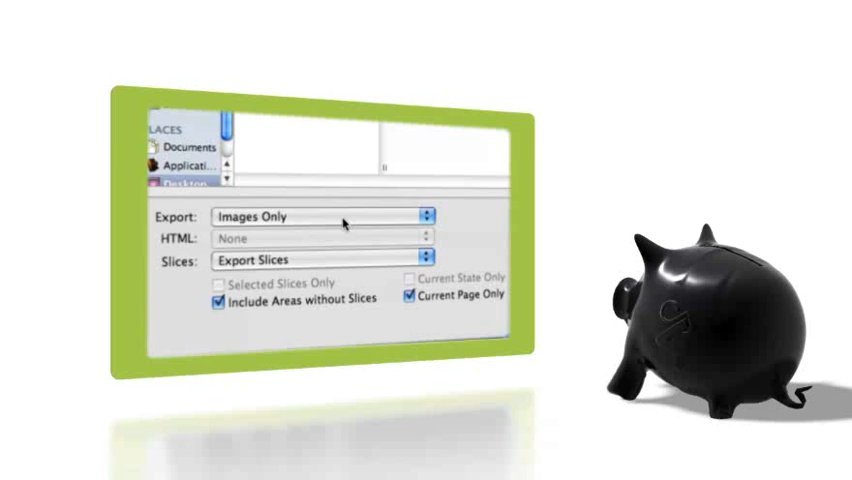 LACES
Documents
Applicati...
Desktop
Export: Images Only
HTML: None
Slices: Export Slices
Selected Slices Only
Current State Only
Include Areas without Slices
Current Page Only